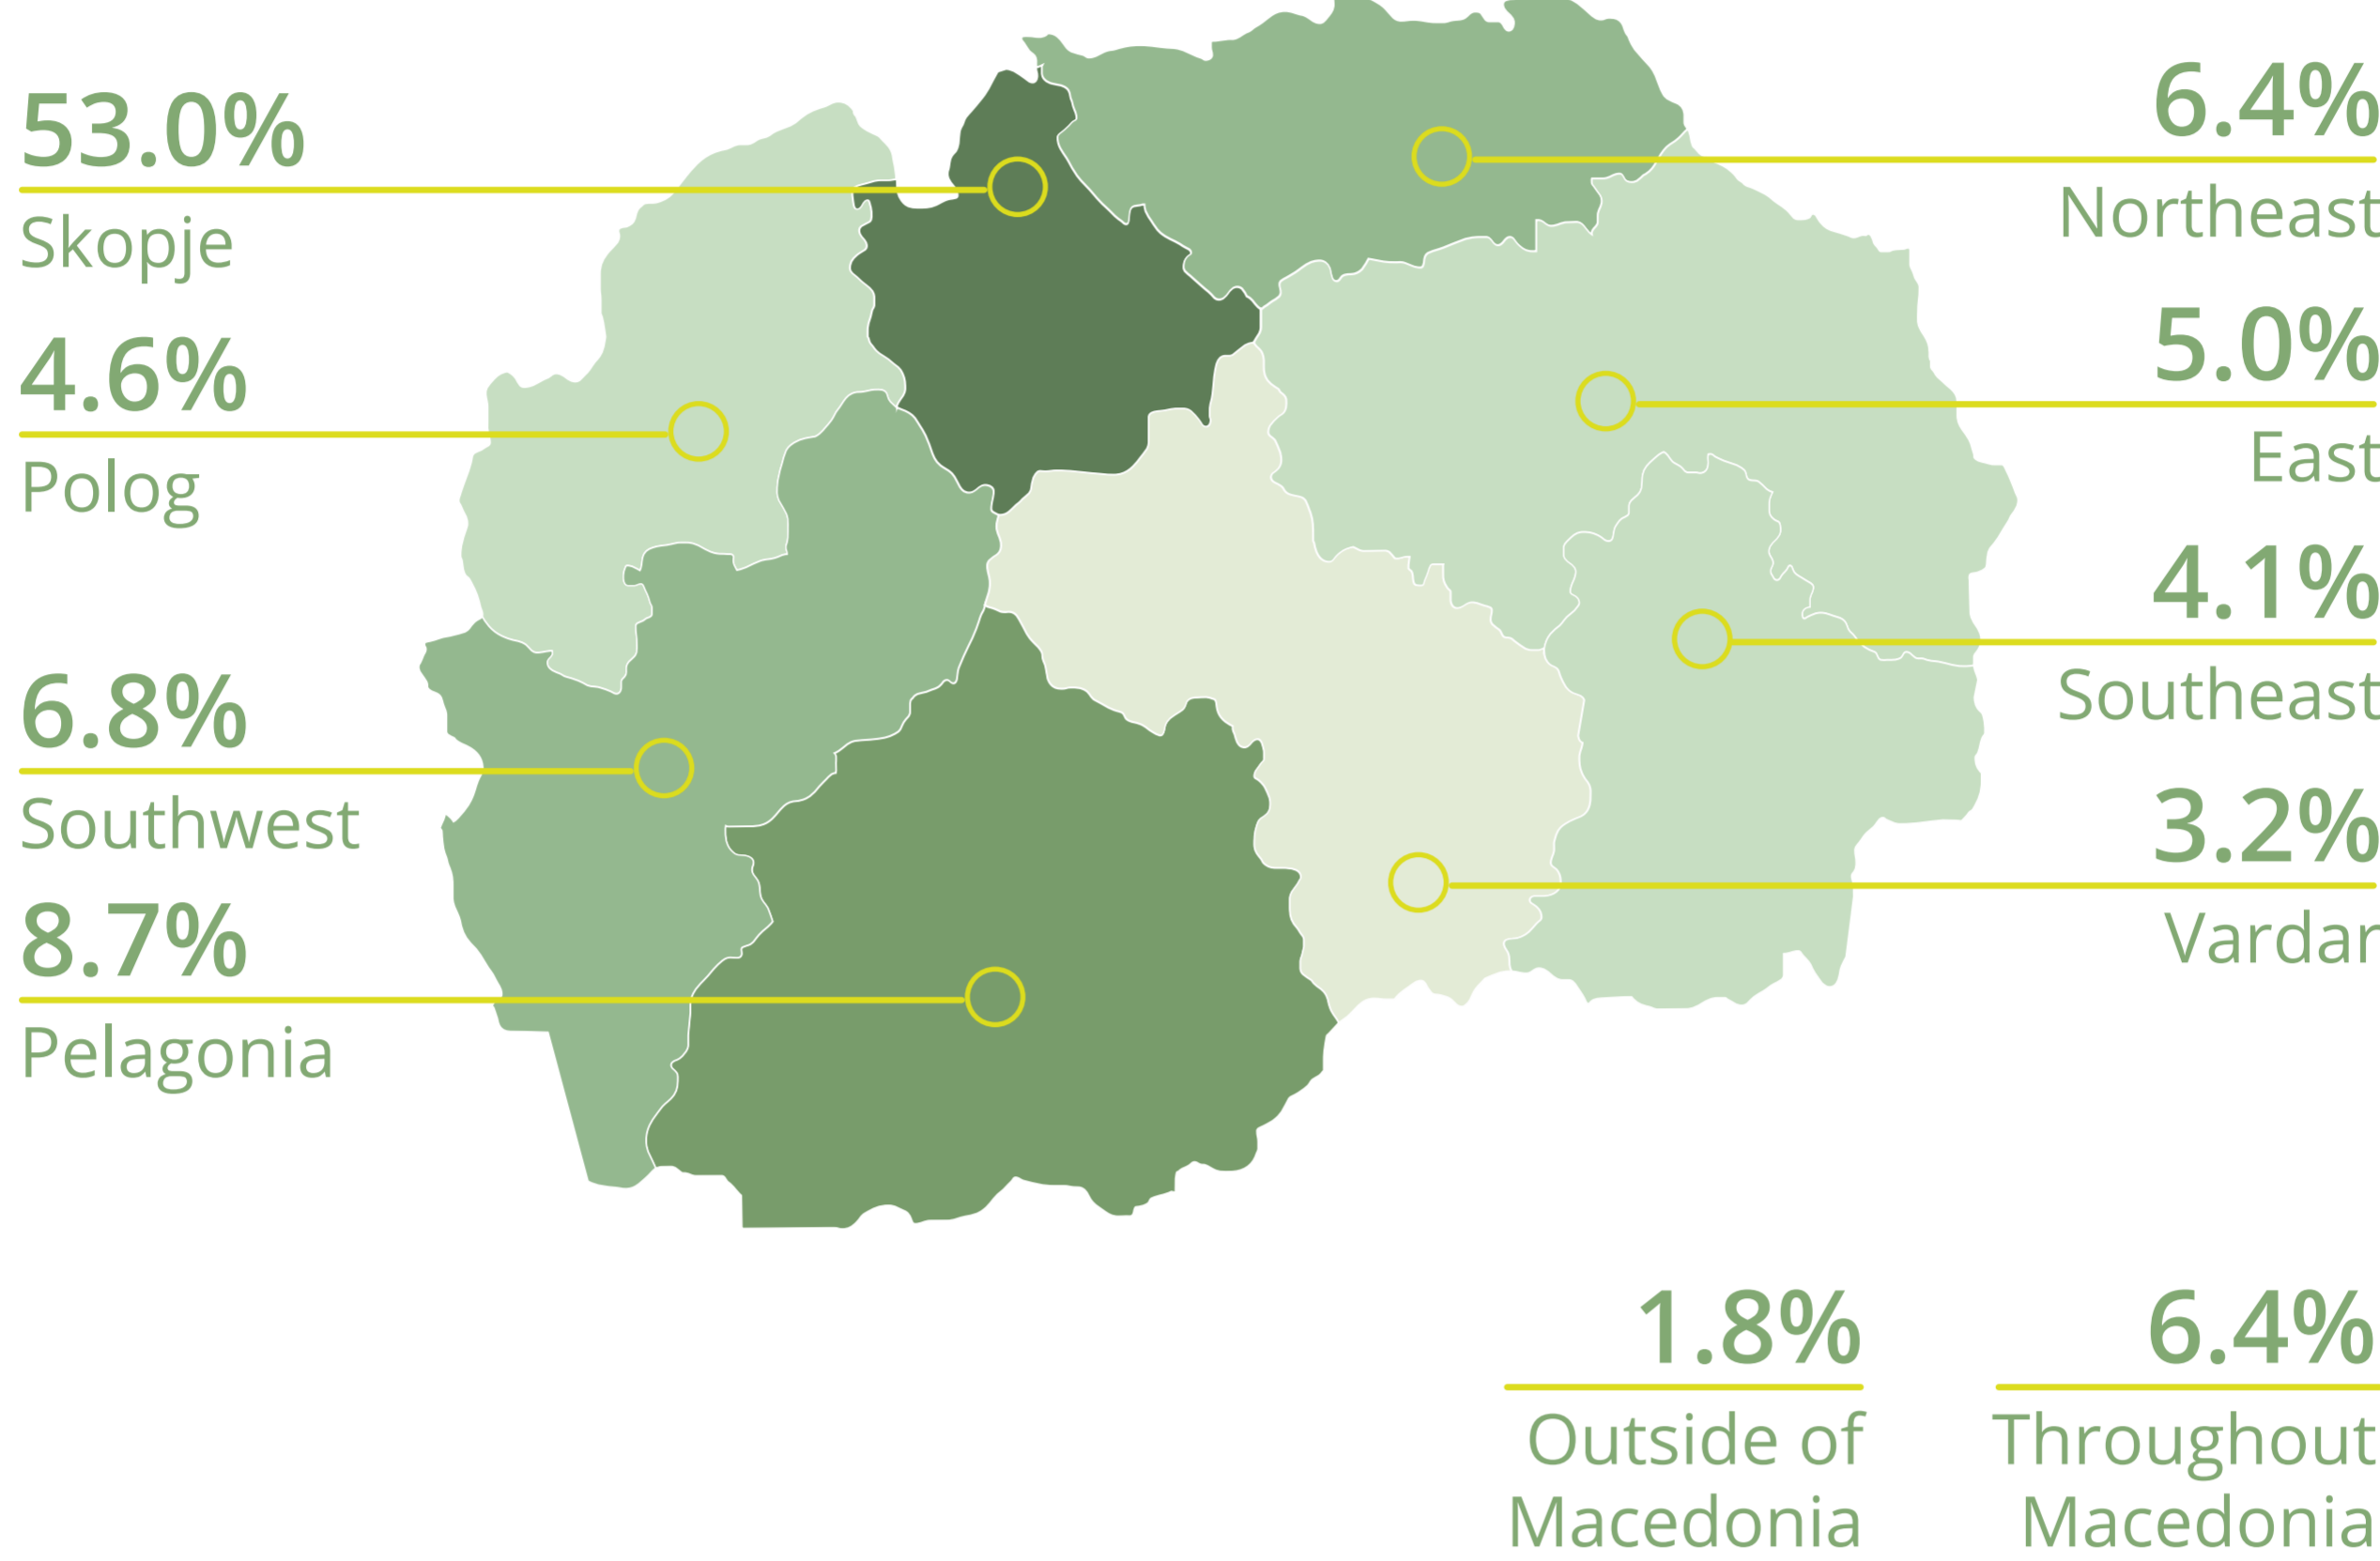 53.0%
Skopje
4.6%
Polog
6.8%
Southwest
8.7%
Pelagonia
6.4%
Northeast
5.0%
East
4.1%
Southeast
3.2%
Vardar
1.8%
Outside of
Macedonia
6.4%
Throughout
Macedonia